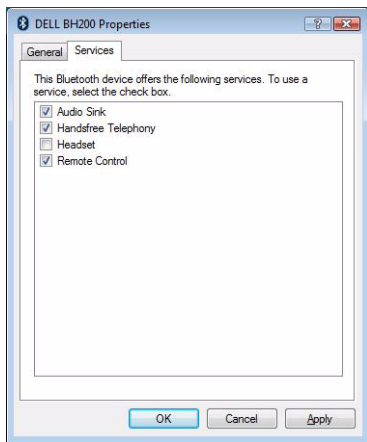 DELL BH200 Properties
General Services
This Bluetooth device offers the following services. To use a
service, select the check box.
Audio Sink
Handsfree Telephony
Headset
Remote Control
OK Cancel Apply